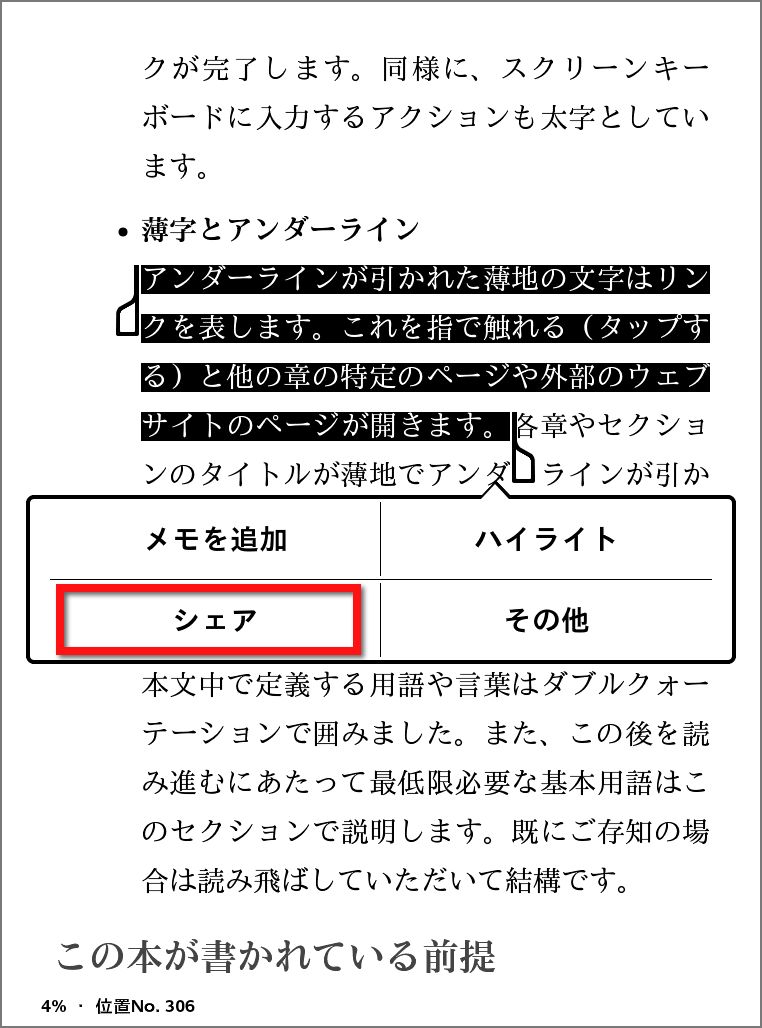 クが完了します。同様に、スクリーンキー
ボードに入力するアクションも太字としてい
ます。
• 薄字とアンダーライン
アンダーラインが引かれた薄地の文字はリン
クを表します。これを指で触れる（タップす
る）と他の章の特定のページや外部のウェブ
サイトのページが開きます。各章やセクショ
ンのタイトルが薄地でアンダ ラインが引か
メモを追加
ハイライト
シェア
その他
本文中で定義する用語や言葉はダブルクォー
テーションで囲みました。また、この後を読
み進むにあたって最低限必要な基本用語はこ
のセクションで説明します。既にご存知の場
合は読み飛ばしていただいて結構です。
この本が書かれている前提
4% · 位置No. 306